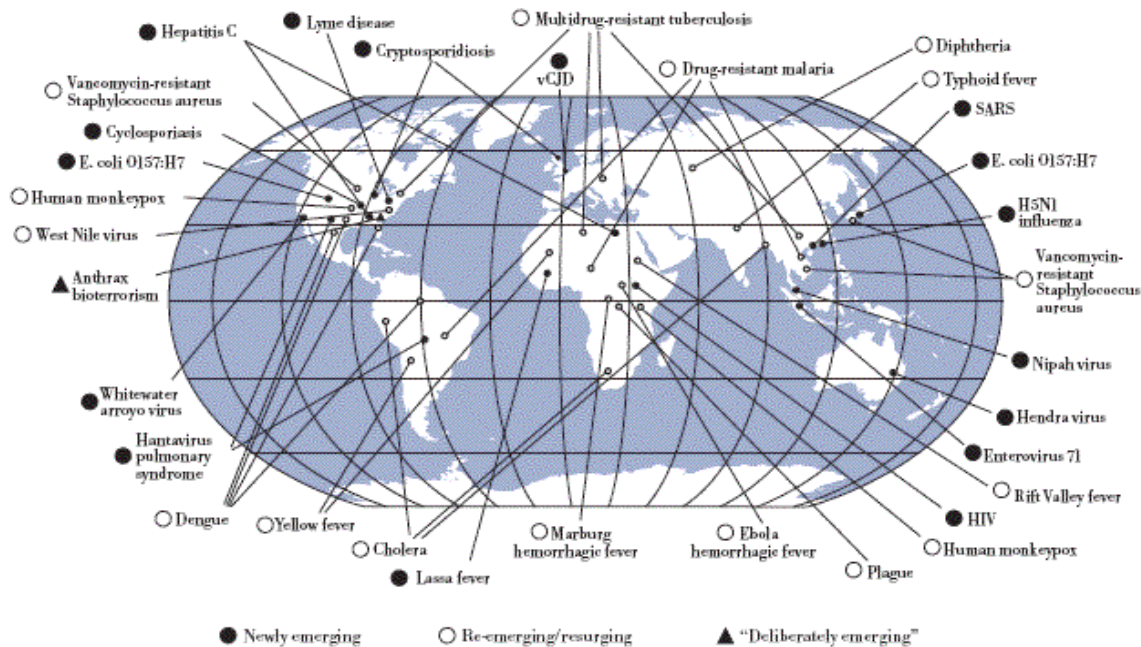 Hepatitis C
Lyme disease
Cryptosporidiosis
Multidrug-resistant tuberculosis
vCJD
Drug-resistant malaria
Diphtheria
Typhoid fever
SARS
Vancomycin-resistant
Staphylococcus aureus
Cyclosporiasis
E. coli O157:H7
Human monkeypox
West Nile virus
Anthrax
bioterrorism
Whitewater
arroyo virus
Hantavirus
pulmonary
syndrome
Dengue
Yellow fever
Cholera
Lassa fever
Marburg
hemorrhagic fever
Ebola
hemorrhagic fever
Plague
Human monkeypox
HIV
Rift Valley fever
Enterovirus 71
Hendra virus
Nipah virus
Vancomycin-
resistant
Staphylococcus
aureus
H5N1
influenza
E. coli O157:H7
Newly emerging
Re-emerging/resurging
“Deliberately emerging”